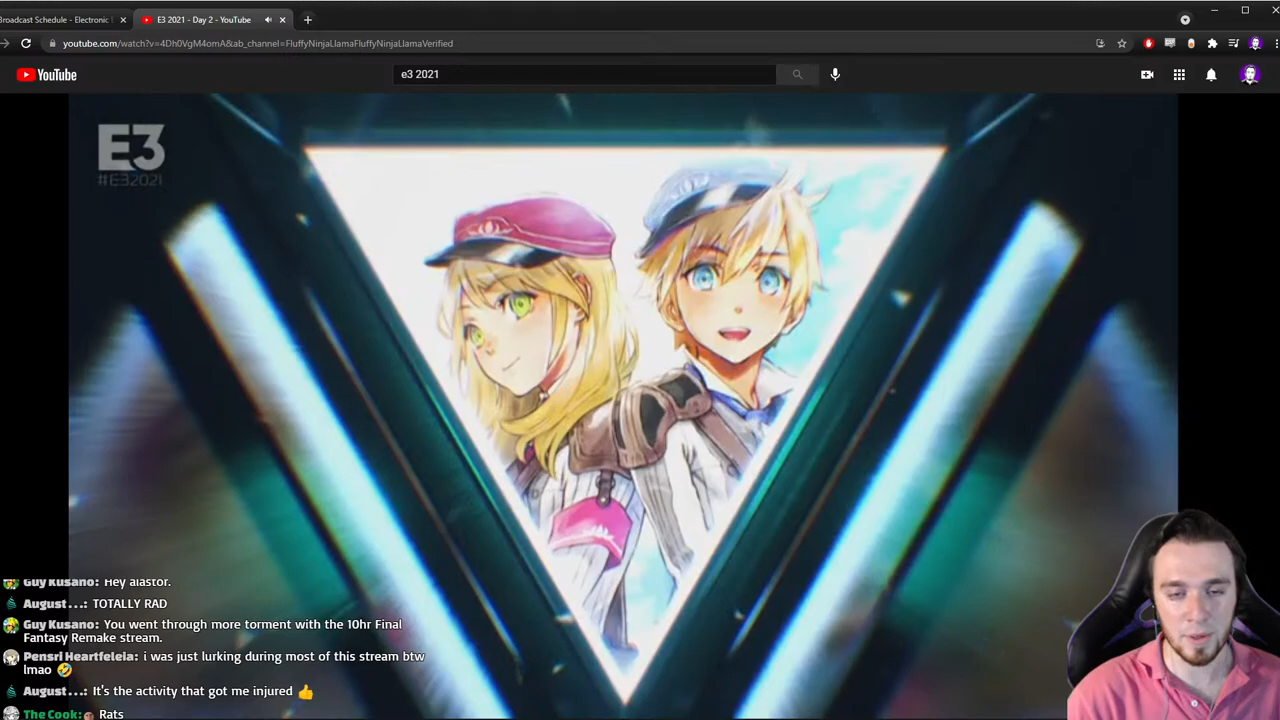 Broadcast Schedule - Electronic E
E3 2021 - Day 2 - YouTube
youtube.com/watch?v=4Dh0VgM4omA&ab_channel=FluffyNinjaLlamaFluffyNinjaLlamaVerified
YouTube
e3 2021
E3
#E32021
Guy Kusano: Hey alastor.
August...: TOTALLY RAD
Guy Kusano: You went through more torment with the 10hr Final
Fantasy Remake stream.
Pensri Heartfeleia: i was just lurking during most of this stream btw
lmao 🤣
August...: It's the activity that got me injured 👍
The Cook: Rats